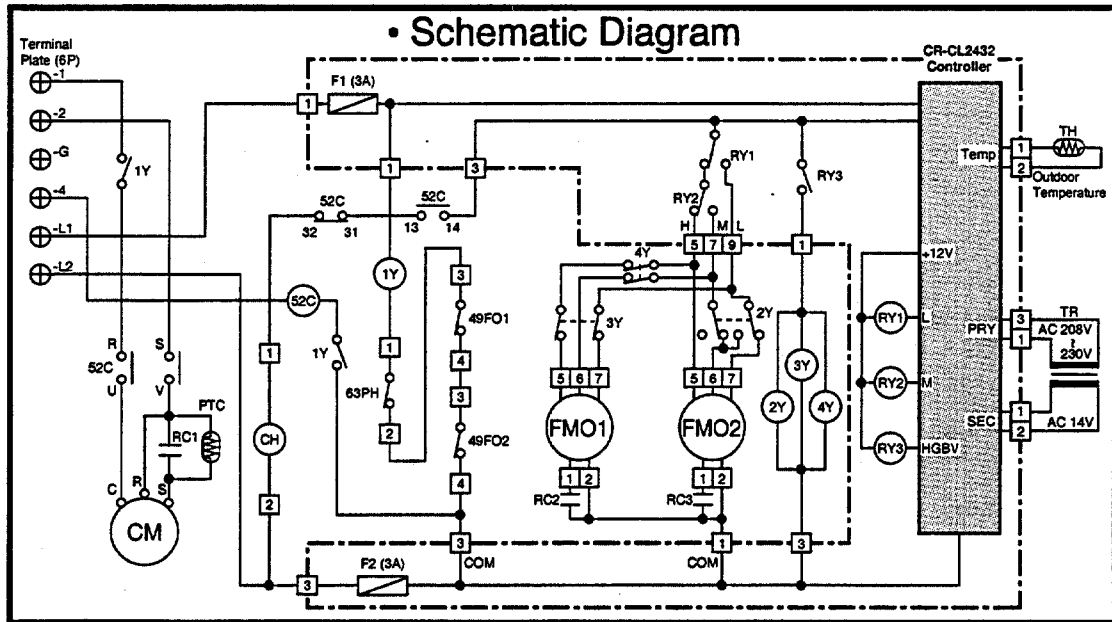 • Schematic Diagram
Terminal
Plate (6P)
-1
-2
-G
-4
-L1
-L2
1Y
R
S
52C
U
V
PTC
RC1
C
R
S
CM
F1 (3A)
1
1
3
52C
52C
32
31
13
14
1Y
52C
1Y
1
63PH
2
1
CH
2
3
49FO1
4
3
49FO2
4
3
COM
3
F2 (3A)
RY1
RY2
H
M
L
5
7
9
RY3
1
4Y
3Y
2Y
5
6
7
5
6
7
FMO1
FMO2
1
2
1
2
RC2
RC3
1
COM
3
3Y
2Y
4Y
CR-CL2432
Controller
Temp
1
2
TH
Outdoor
Temperature
+12V
RY1
L
RY2
M
RY3
HGBV
PRY
3
1
TR
AC 208V
≀
230V
SEC
1
2
AC 14V